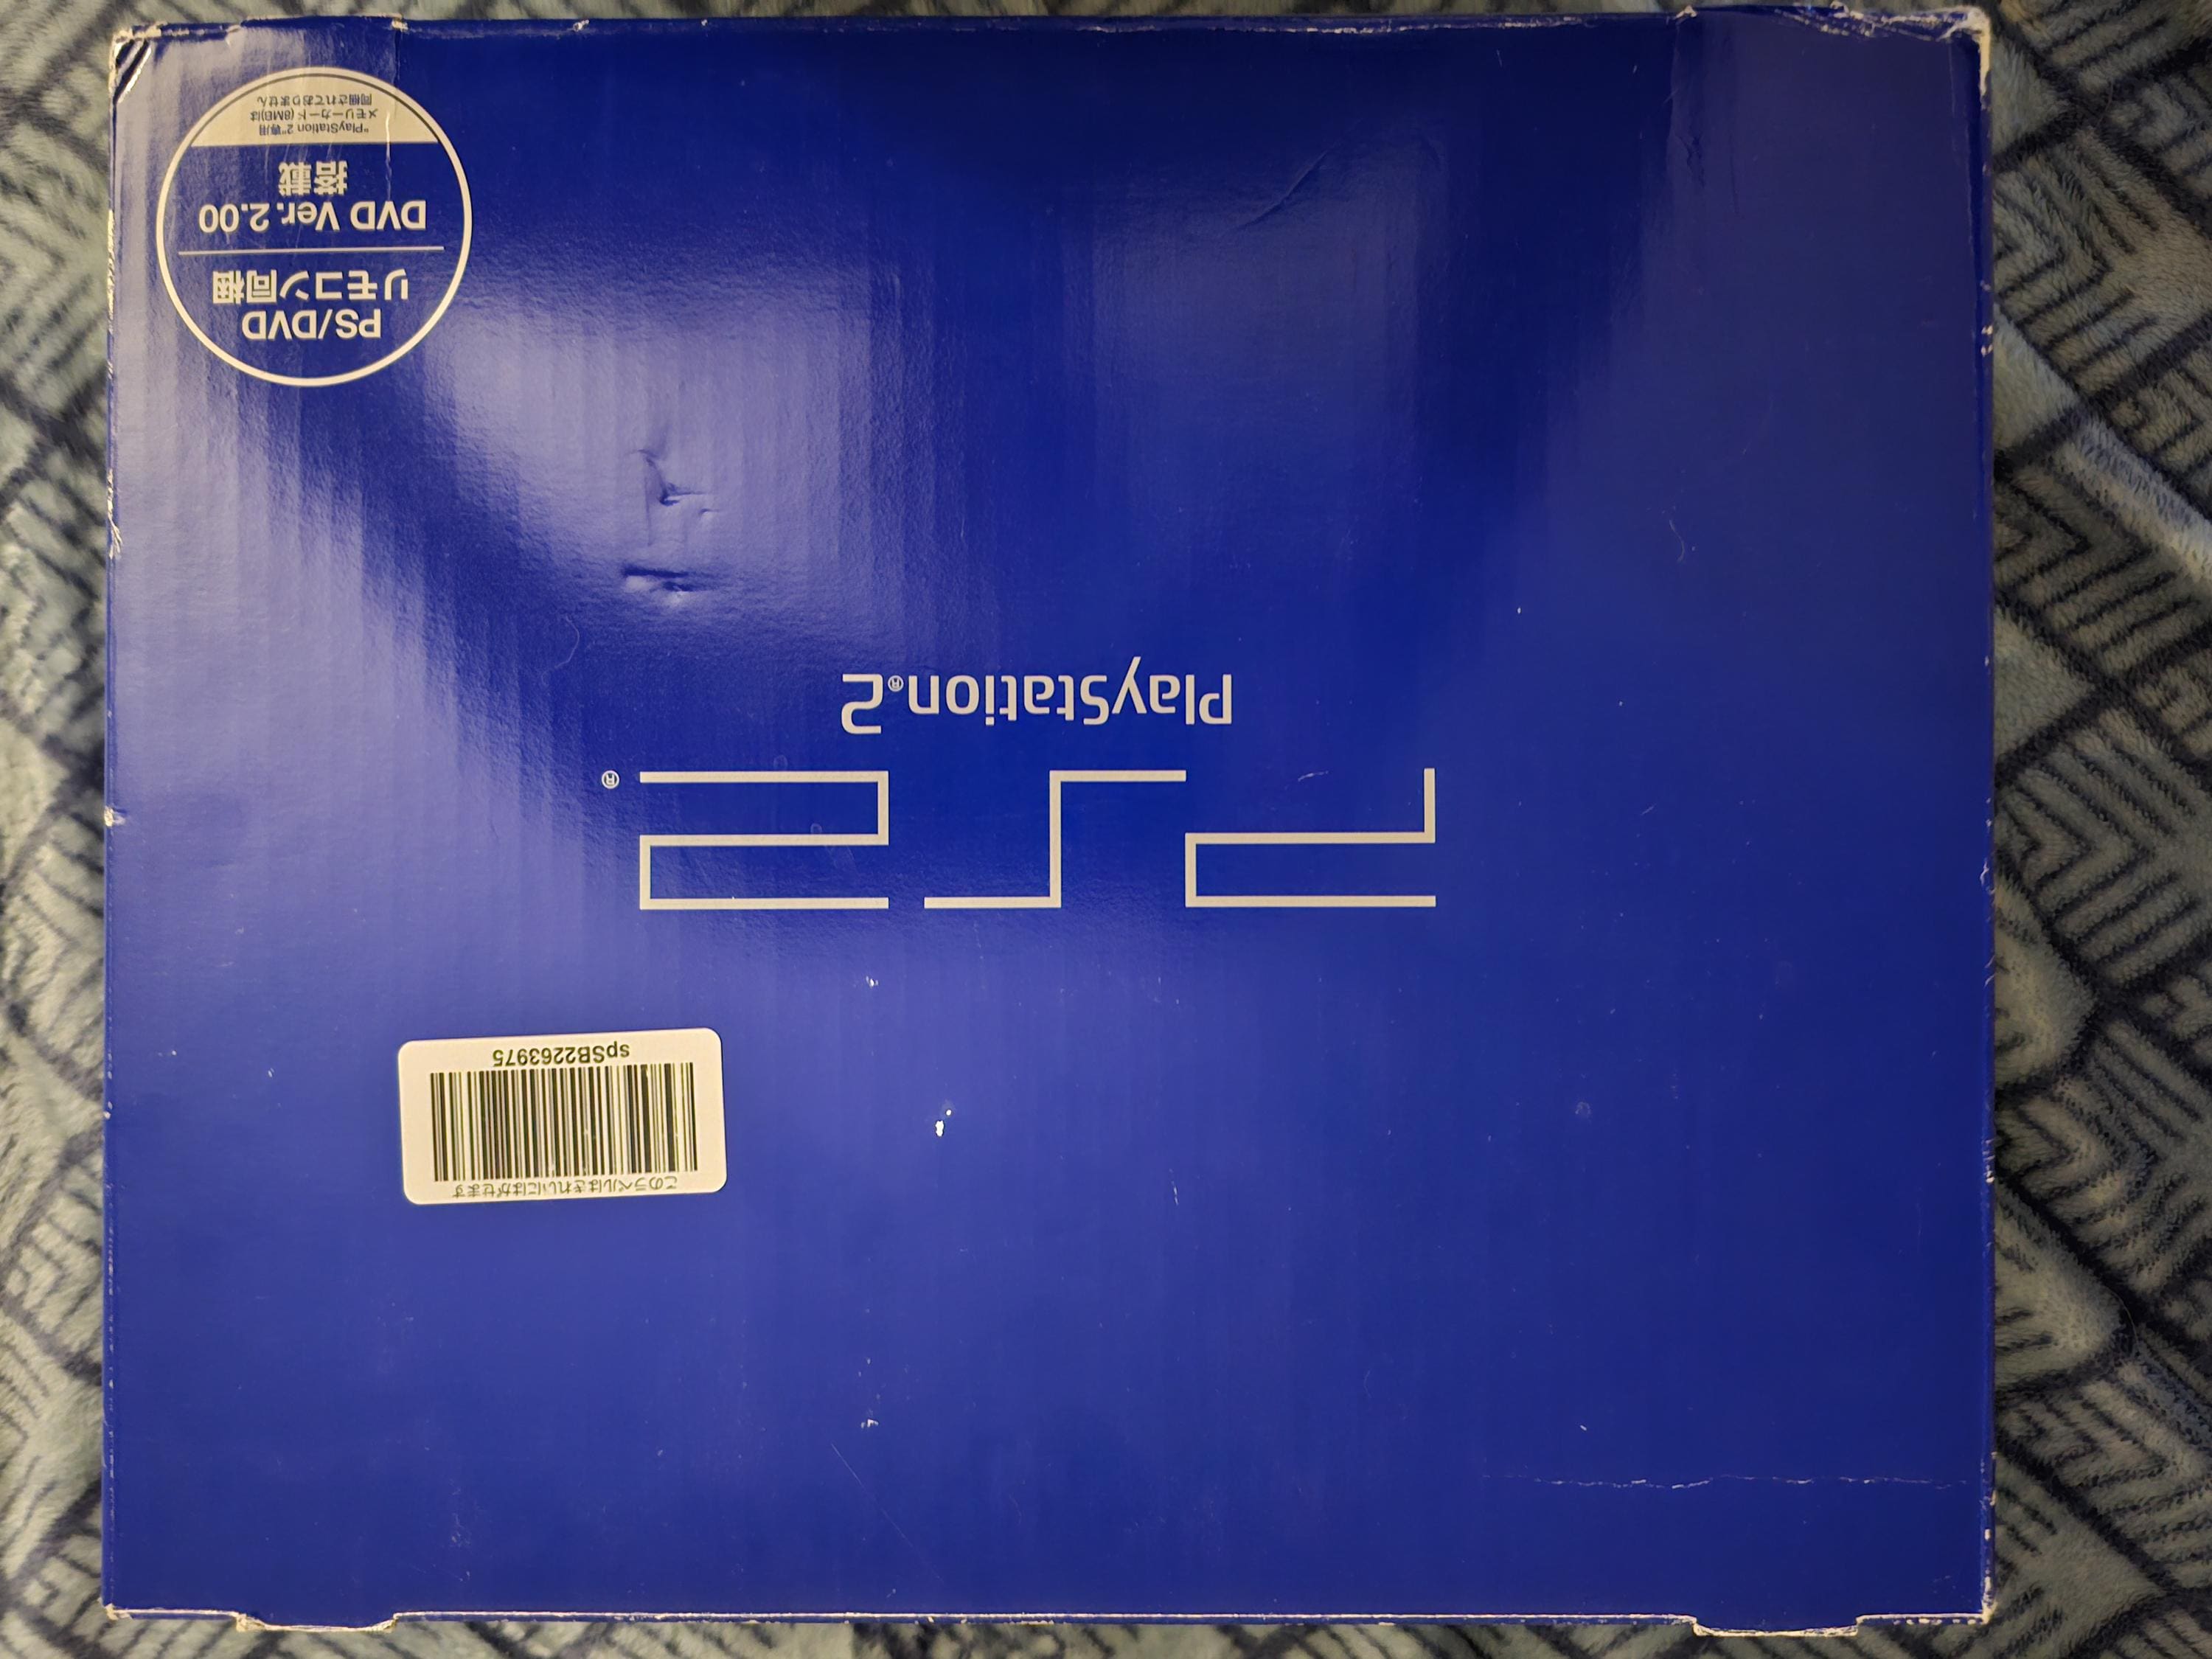 このラベルはきれいにはがせます
spSB2263975
PS2®
PlayStation®2
PS/DVD
リモコン同梱
DVD Ver.2.00
搭載
"PlayStation 2"専用
メモリーカード(8MB)は
同梱されておりません